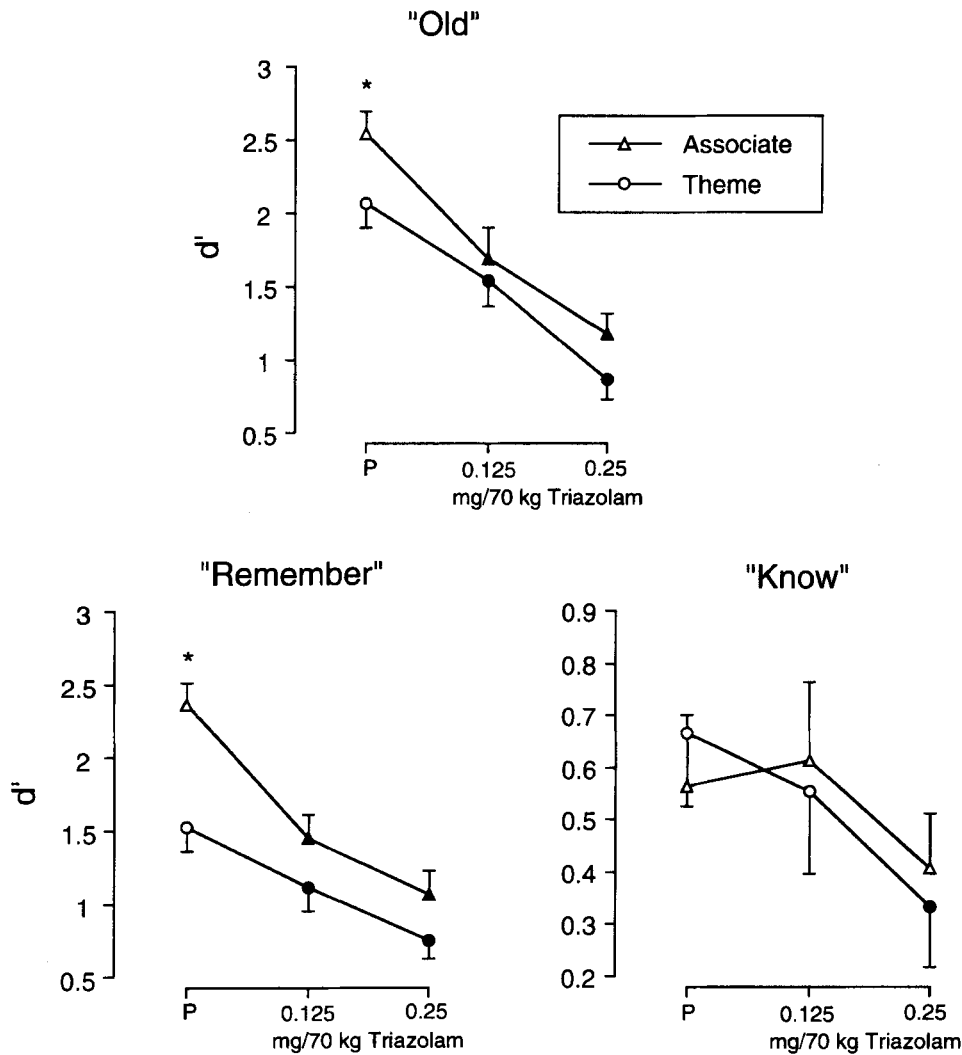 "Old"
3
*
2.5
Associate
Theme
2
d'
1.5
1
0.5
P
0.125
0.25
mg/70 kg Triazolam
"Remember"
3
*
2.5
2
d'
1.5
1
0.5
P
0.125
0.25
mg/70 kg Triazolam
"Know"
0.9
0.8
0.7
0.6
0.5
0.4
0.3
0.2
P
0.125
0.25
mg/70 kg Triazolam